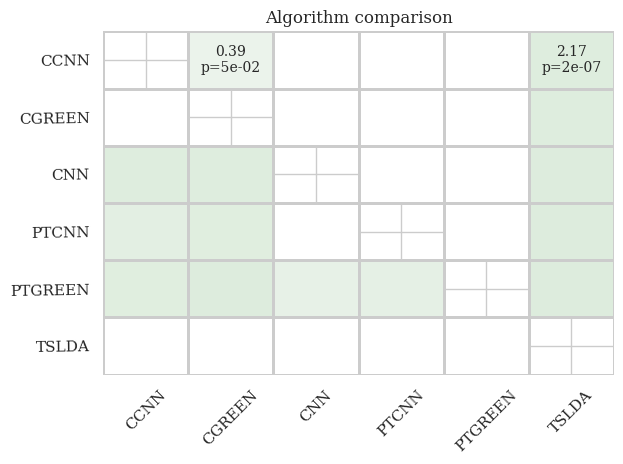 Algorithm comparison
CCNN
0.39
p=5e-02
2.17
p=2e-07
CGREEN
CNN
PTCNN
PTGREEN
TSLDA
CCNN
CGREEN
CNN
PTCNN
PTGREEN
TSLDA